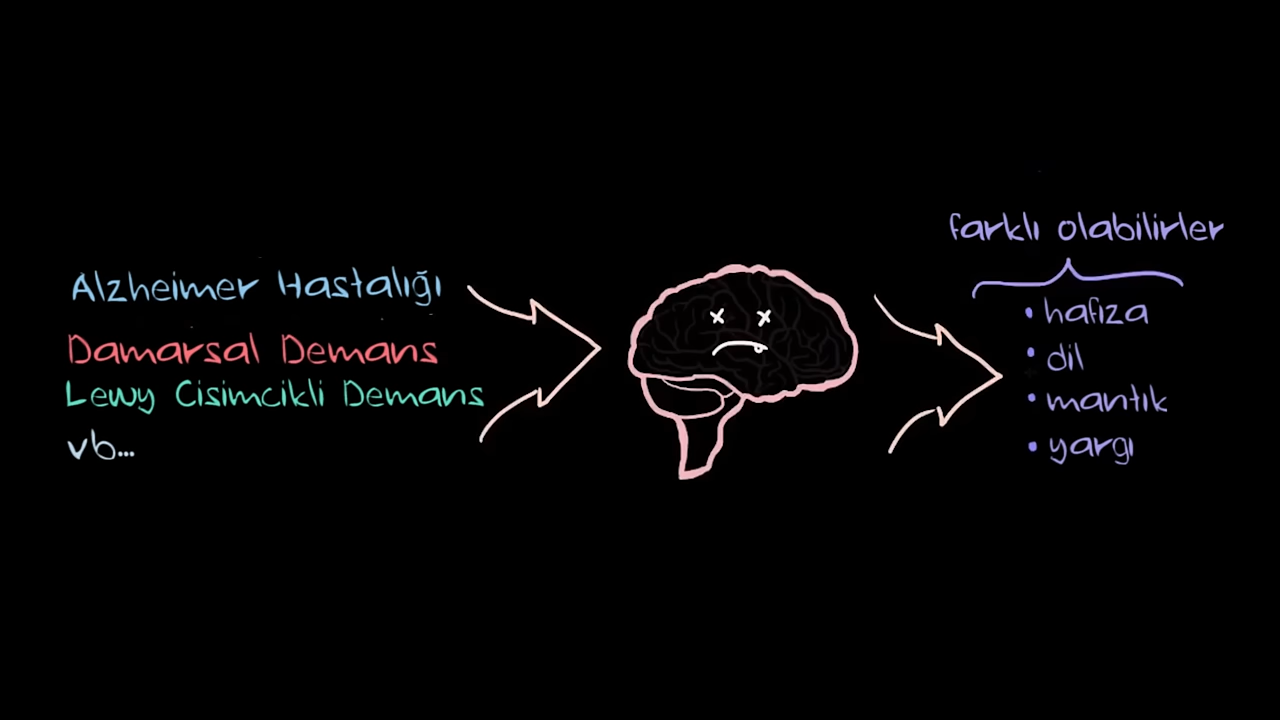 Alzheimer Hastalığı
Damarsal Demans
Lewy Cisimcikli Demans
vb...
farklı olabilirler
• hafıza
• dil
• mantık
• yargı